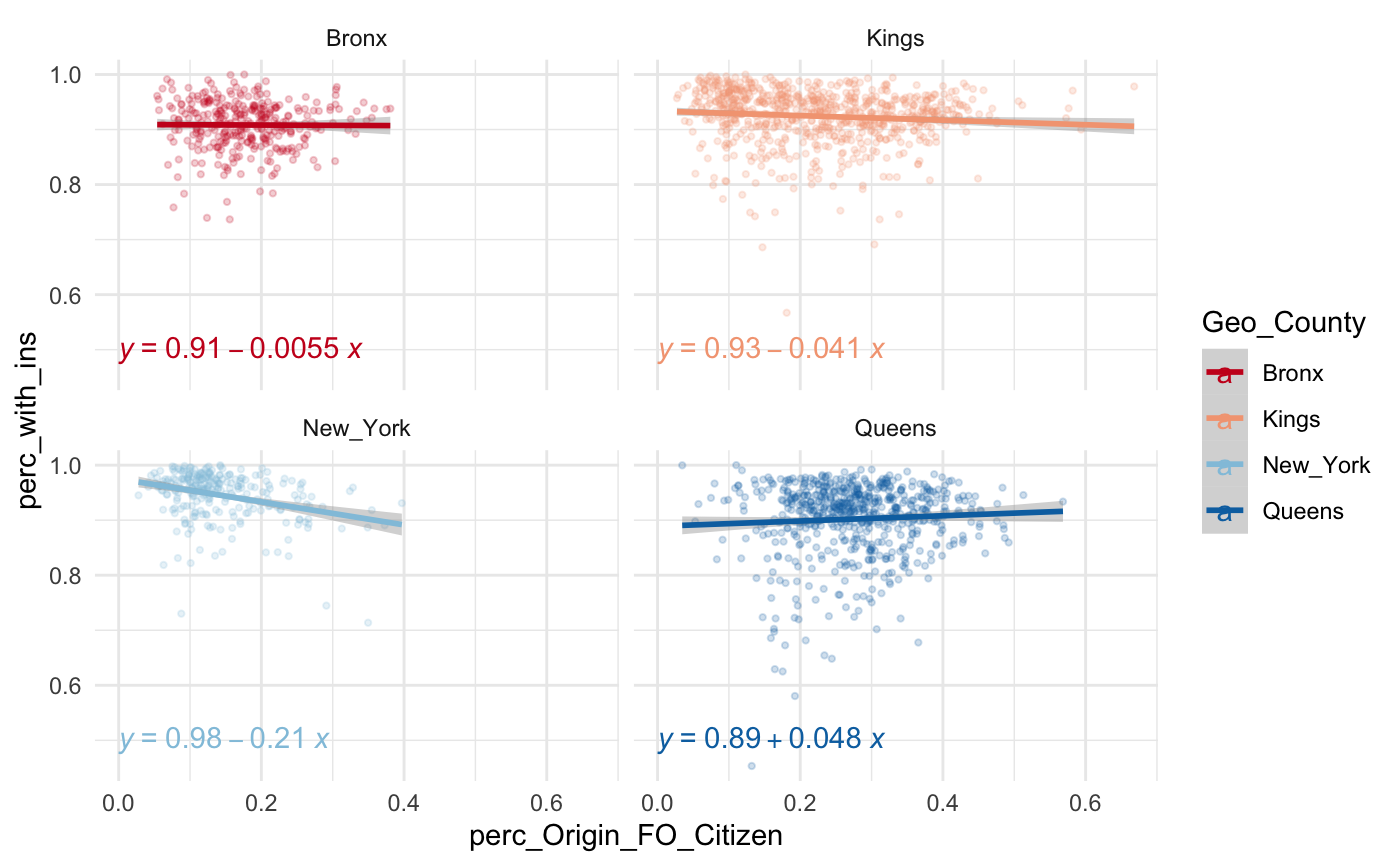 Bronx
Kings
1.0
0.8
0.6
y = 0.91 − 0.0055 x
y = 0.93 − 0.041 x
perc_with_ins
New_York
Queens
1.0
0.8
0.6
y = 0.98 − 0.21 x
y = 0.89 + 0.048 x
0.0 0.2 0.4 0.6 0.0 0.2 0.4 0.6
perc_Origin_FO_Citizen
Geo_County
a Bronx
a Kings
a New_York
a Queens